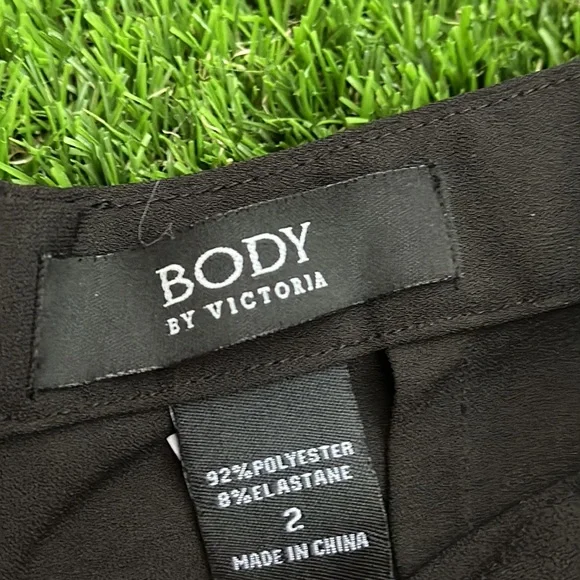 BODY
BY VICTORIA
92%POLYESTER
8%ELASTANE
2
MADE IN CHINA